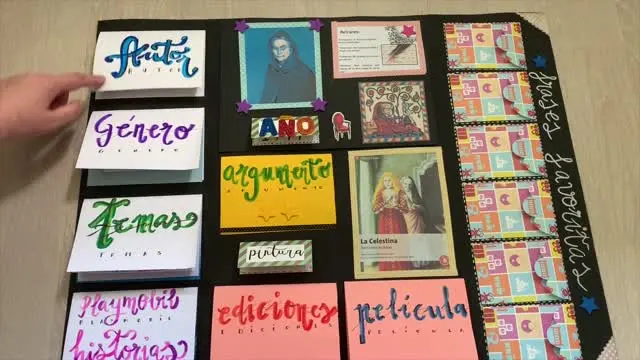 Autor
AUTOR
Género
GÉNERO
Temas
TEMAS
Playmobil
PLAYMOBIL
historias
AÑO
Refranes:
argumento
ARGUMENTO
pintura
La Celestina
ediciones
EDICIONES
película
PELÍCULA
frases favoritas